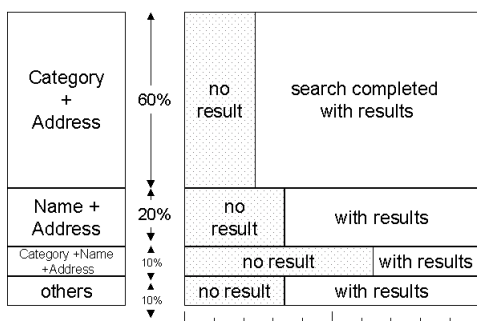 Category
+
Address
60%
no
result
search completed
with results
Name +
Address
20%
no
result
with results
Category +Name
+Address
10%
no result
with results
others
10%
no result
with results